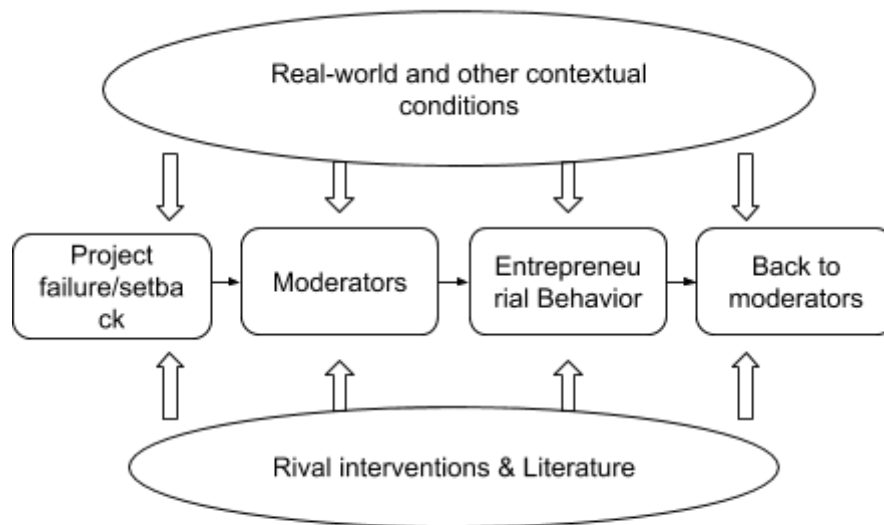 Real-world and other contextual
conditions
Project
failure/setba
ck
Moderators
Entrepreneu
rial Behavior
Back to
moderators
Rival interventions & Literature